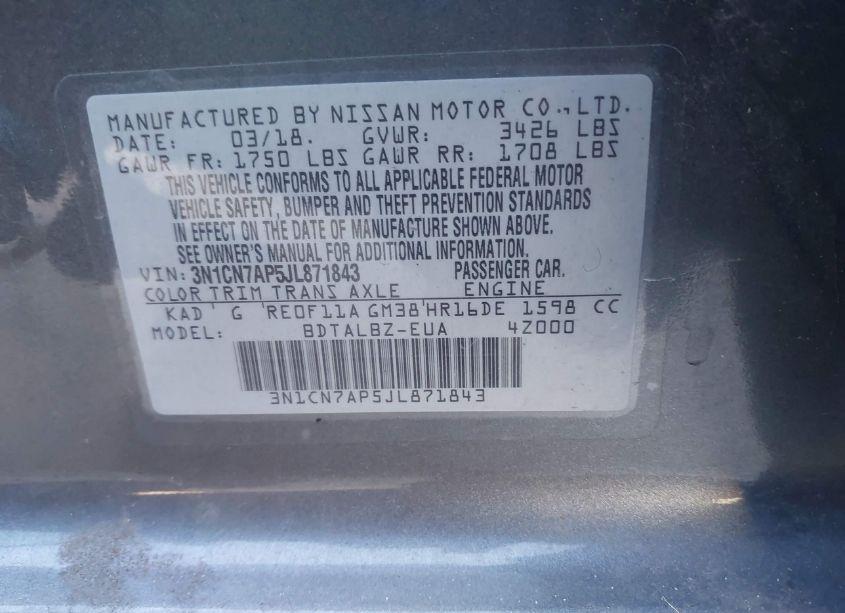 MANUFACTURED BY NISSAN MOTOR CO., LTD.
DATE: 03/18. GVWR: 3426 LBS
GAWR FR: 1750 LBS GAWR RR: 1708 LBS
THIS VEHICLE CONFORMS TO ALL APPLICABLE FEDERAL MOTOR
VEHICLE SAFETY, BUMPER AND THEFT PREVENTION STANDARDS
IN EFFECT ON THE DATE OF MANUFACTURE SHOWN ABOVE.
SEE OWNER'S MANUAL FOR ADDITIONAL INFORMATION.
VIN: 3N1CN7AP5JL871843 PASSENGER CAR.
COLOR TRIM TRANS AXLE ENGINE
KAD G RE0F11A GM38 HR16DE 1598 CC
MODEL: BDTALBZ-EUA 4Z000
3N1CN7AP5JL871843